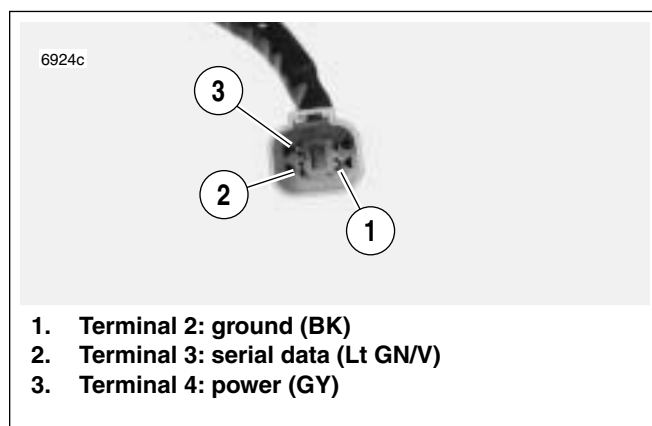 6924c
3
2
1
1. Terminal 2: ground (BK)
2. Terminal 3: serial data (Lt GN/V)
3. Terminal 4: power (GY)